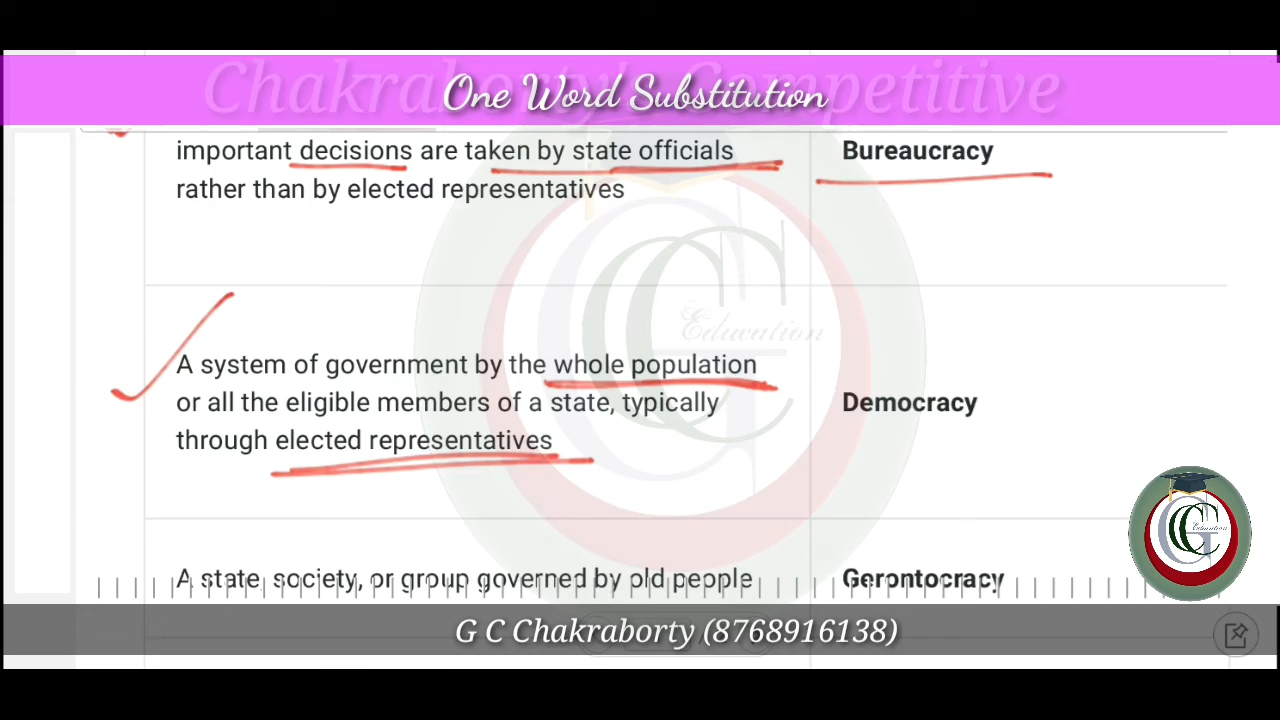 Chakraborty's Competitive
One Word Substitution
important decisions are taken by state officials
rather than by elected representatives
Bureaucracy
Education
A system of government by the whole population
or all the eligible members of a state, typically
through elected representatives
Democracy
Education
A state, society, or group governed by old people
Gerontocracy
G C Chakraborty (8768916138)